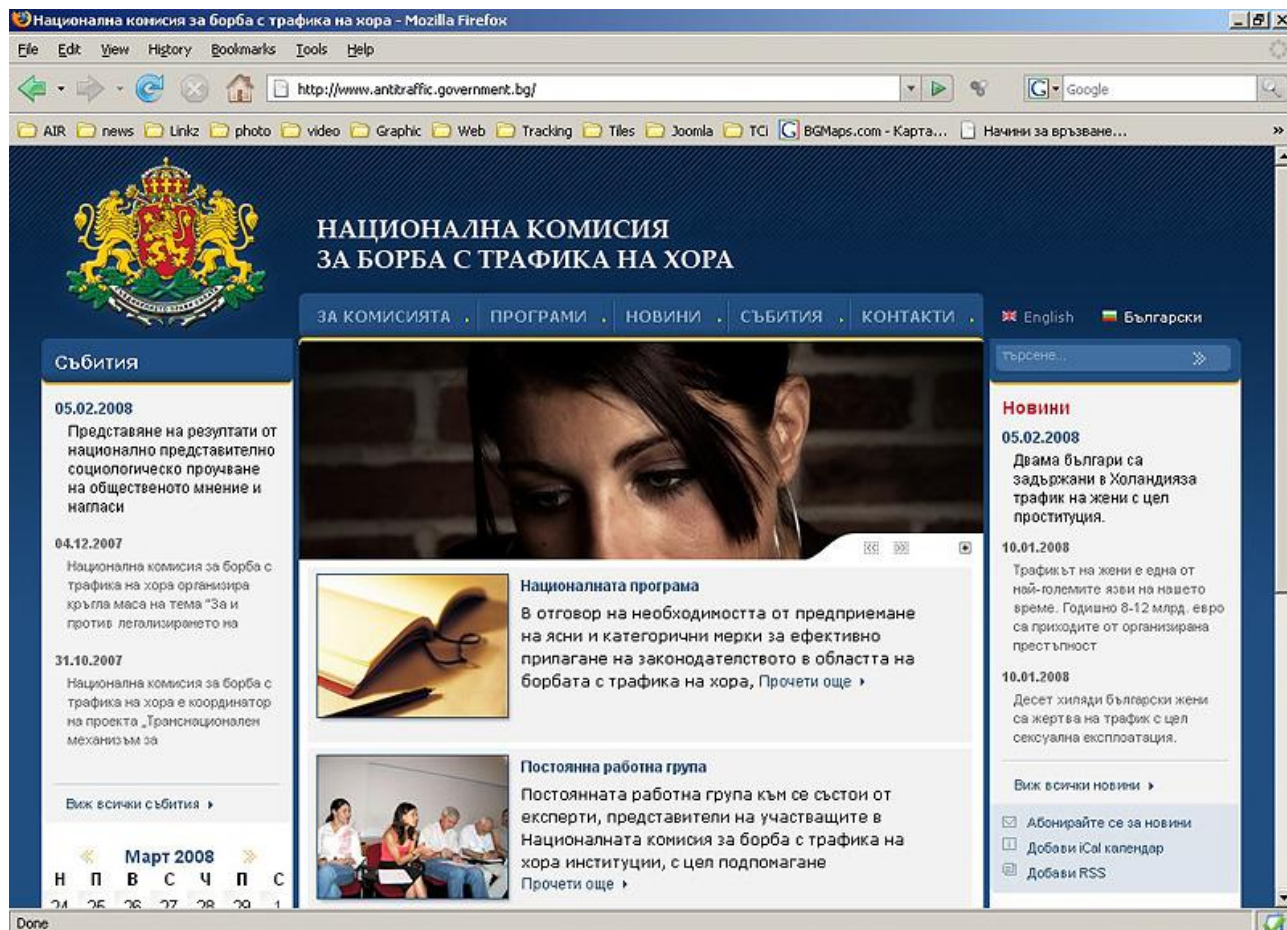 Национална комисия за борба с трафика на хора - Mozilla Firefox
File Edit View History Bookmarks Tools Help
http://www.antitraffic.government.bg/
Google
AIR news Linkz photo video Graphic Web Tracking Tiles Joomla TCi BGMaps.com - Карта... Начини за връзване...
НАЦИОНАЛНА КОМИСИЯ
ЗА БОРБА С ТРАФИКА НА ХОРА
ЗА КОМИСИЯТА ПРОГРАМИ НОВИНИ СЪБИТИЯ КОНТАКТИ
English Български
Събития
05.02.2008
Представяне на резултати от
национално представително
социологическо проучване
на общественото мнение и
нагласи
04.12.2007
Национална комисия за борба с
трафика на хора организира
кръгла маса на тема "За и
против легализирането на
31.10.2007
Национална комисия за борба с
трафика на хора е координатор
на проекта „Транснационален
механизъм за
Виж всички събития
Март 2008
Н П В С Ч П С
24 25 26 27 28 29 1
Националната програма
В отговор на необходимостта от предприемане
на ясни и категорични мерки за ефективно
прилагане на законодателството в областта на
борбата с трафика на хора, Прочети още
Постоянна работна група
Постоянната работна група към се състои от
експерти, представители на участващите в
Националната комисия за борба с трафика на
хора институции, с цел подпомагане
Прочети още
търсене...
Новини
05.02.2008
Двама българи са
задържани в Холандияза
трафик на жени с цел
проституция.
10.01.2008
Трафикът на жени е една от
най-големите язви на нашето
време. Годишно 8-12 млрд. евро
са приходите от организирана
престъпност
10.01.2008
Десет хиляди български жени
са жертва на трафик с цел
сексуална експлоатация.
Виж всички новини
Абонирайте се за новини
Добави iCal календар
Добави RSS
Done